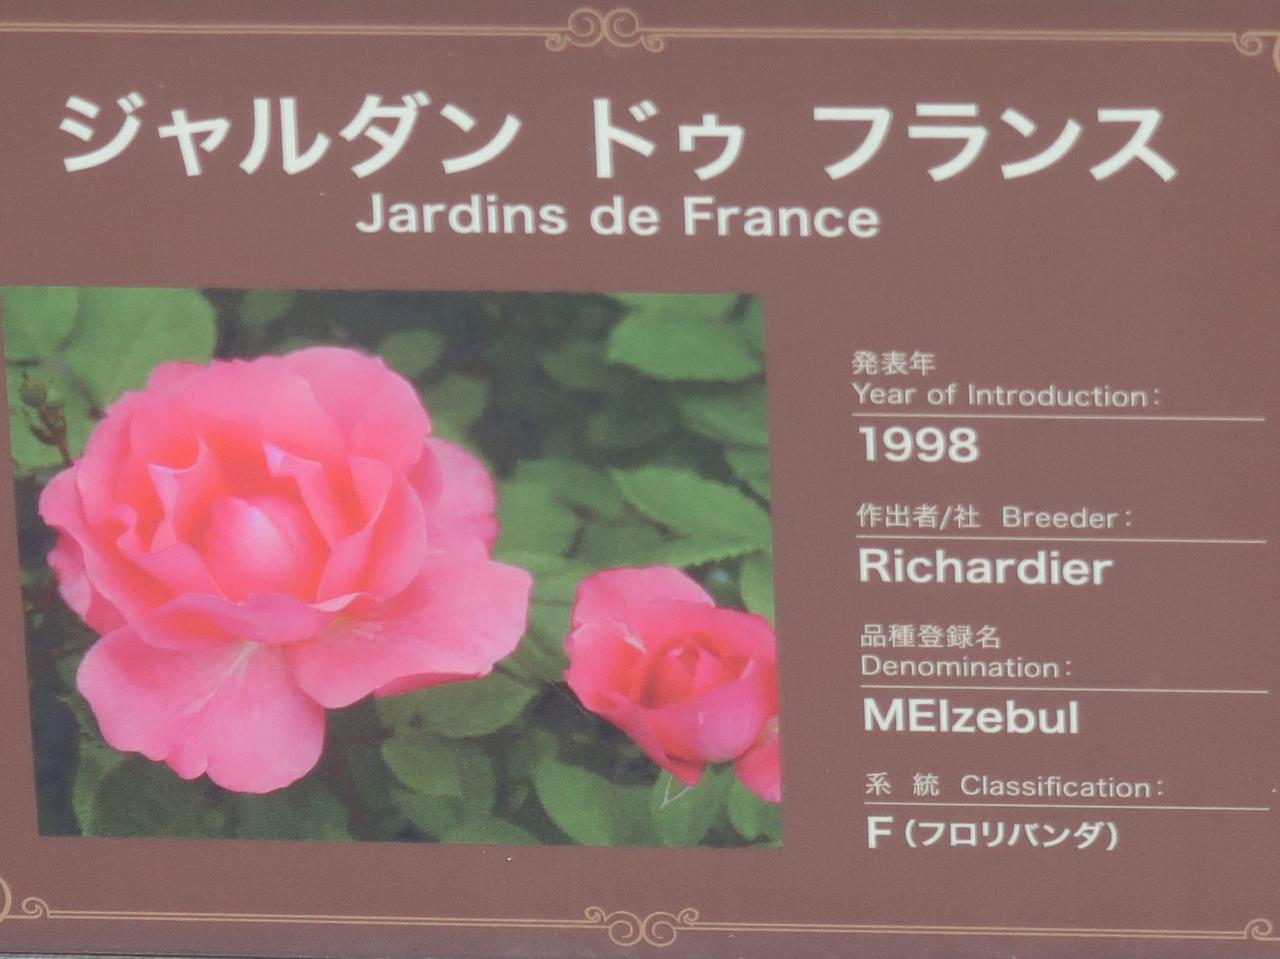 ジャルダン ドゥ フランス
Jardins de France
発表年
Year of Introduction:
1998
作出者/社 Breeder:
Richardier
品種登録名
Denomination:
MEIzebul
系 統 Classification:
F (フロリバンダ)